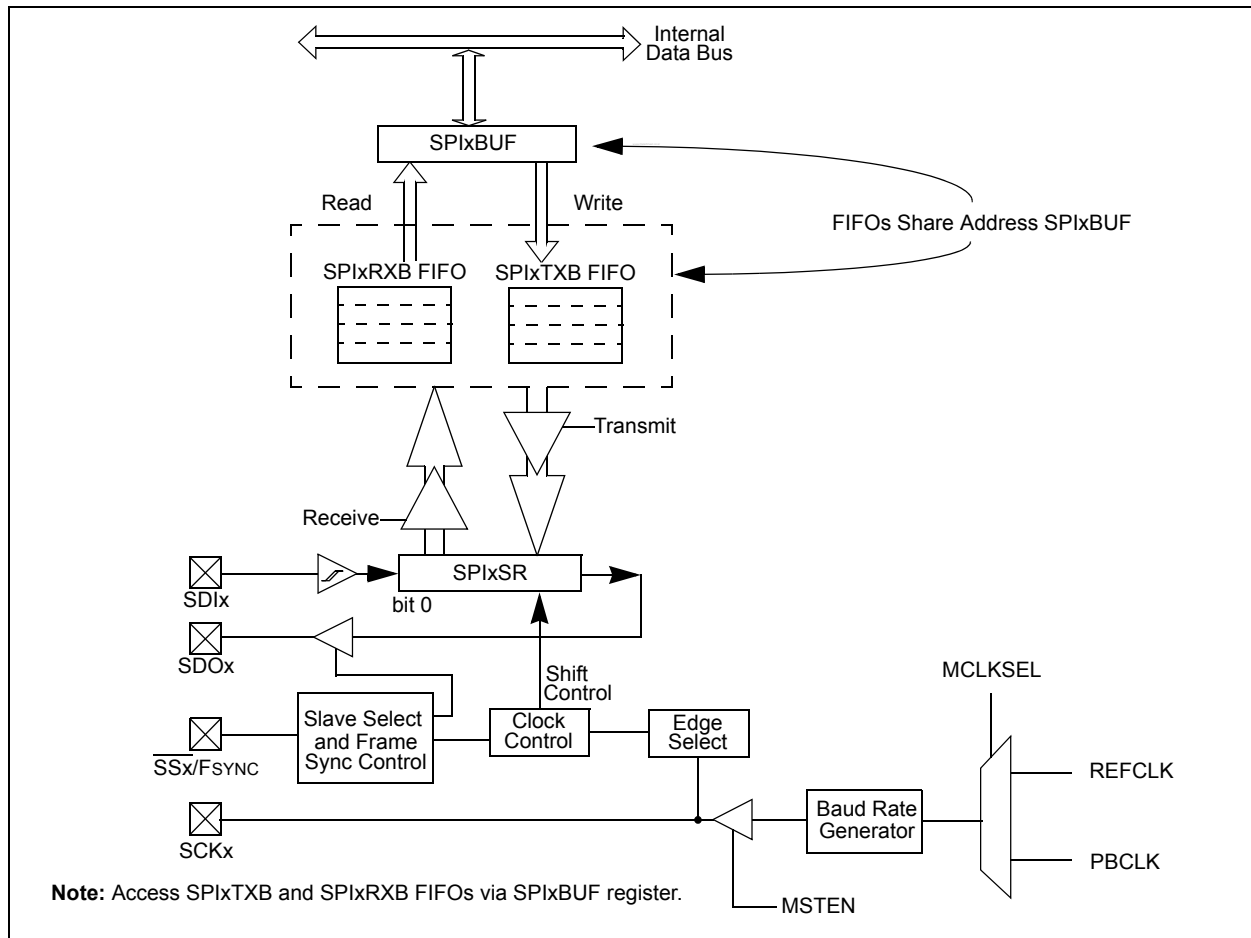 Internal
Data Bus
SPIxBUF
Read
Write
FIFOs Share Address SPIxBUF
SPIxRXB FIFO
SPIxTXB FIFO
Transmit
Receive
SPIxSR
SDIx
bit 0
SDOx
Shift
Control
MCLKSEL
Slave Select
and Frame
Sync Control
Clock
Control
Edge
Select
SSx/FSYNC
REFCLK
Baud Rate
Generator
SCKx
PBCLK
Note: Access SPIxTXB and SPIxRXB FIFOs via SPIxBUF register.
MSTEN